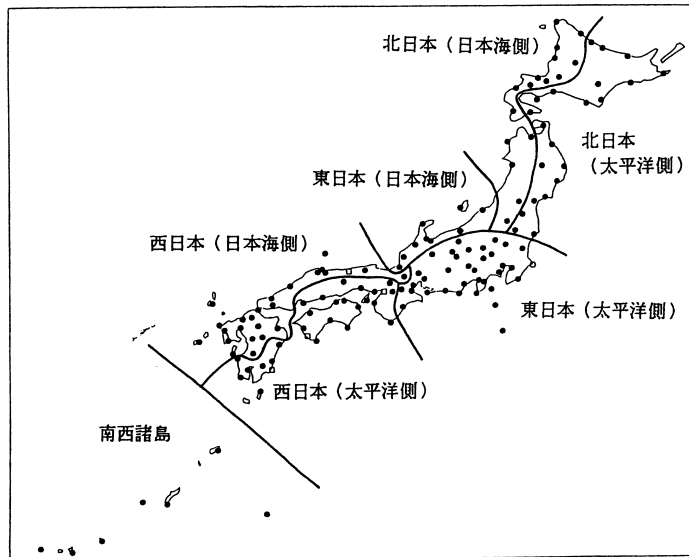 北日本（日本海側）
北日本
（太平洋側）
東日本（日本海側）
西日本（日本海側）
東日本（太平洋側）
西日本（太平洋側）
南西諸島